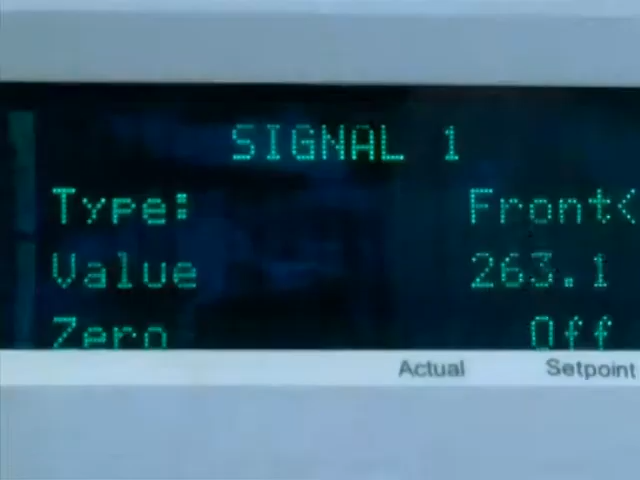 SIGNAL 1
Type: Front<
Value 263.1
Zero Off
Actual Setpoint